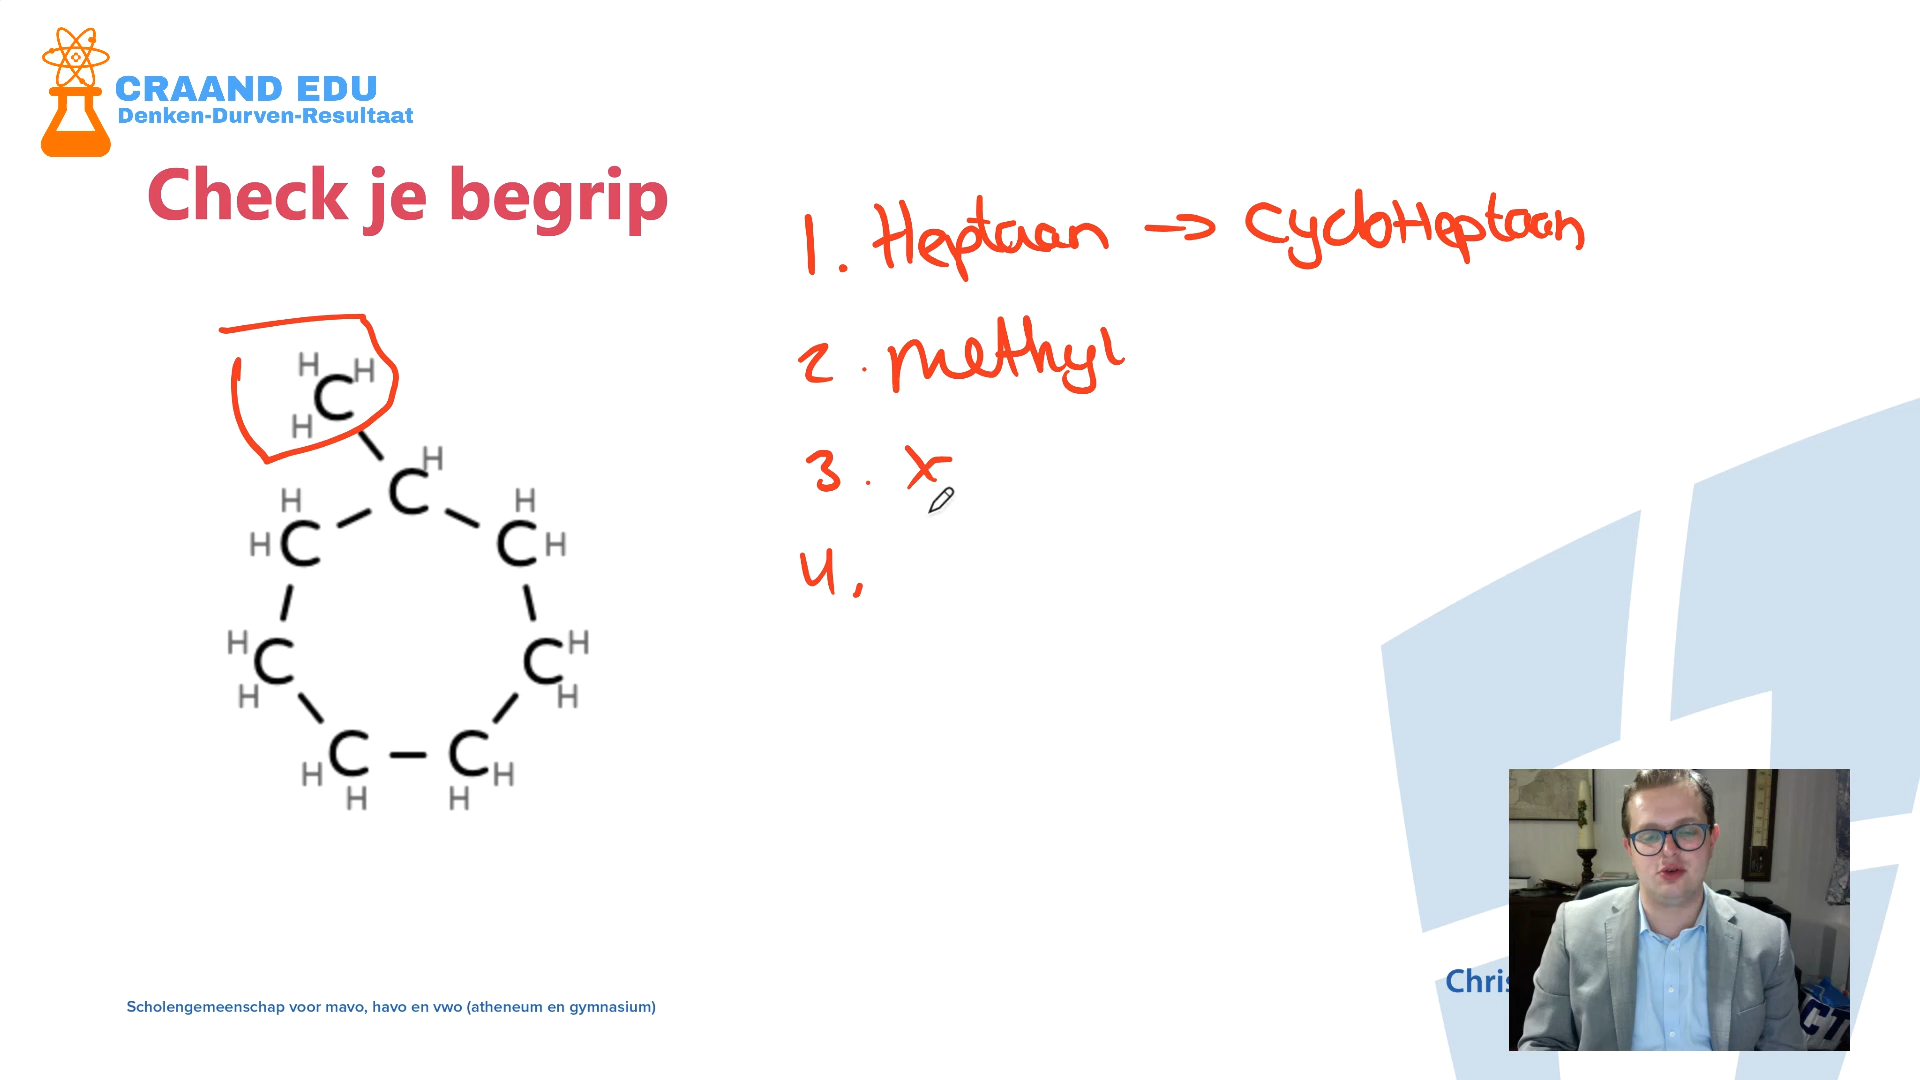 CRAAND EDU
Denken-Durven-Resultaat
Check je begrip
1. Heptaan → CycloHeptaan
2. methyl
3. x
4.
H
H
C
H
H
C
H
H
H
C
C
H
H
C
H
C
H
H
C
C
H
H
H
H
Chris
CT
Scholengemeenschap voor mavo, havo en vwo (atheneum en gymnasium)